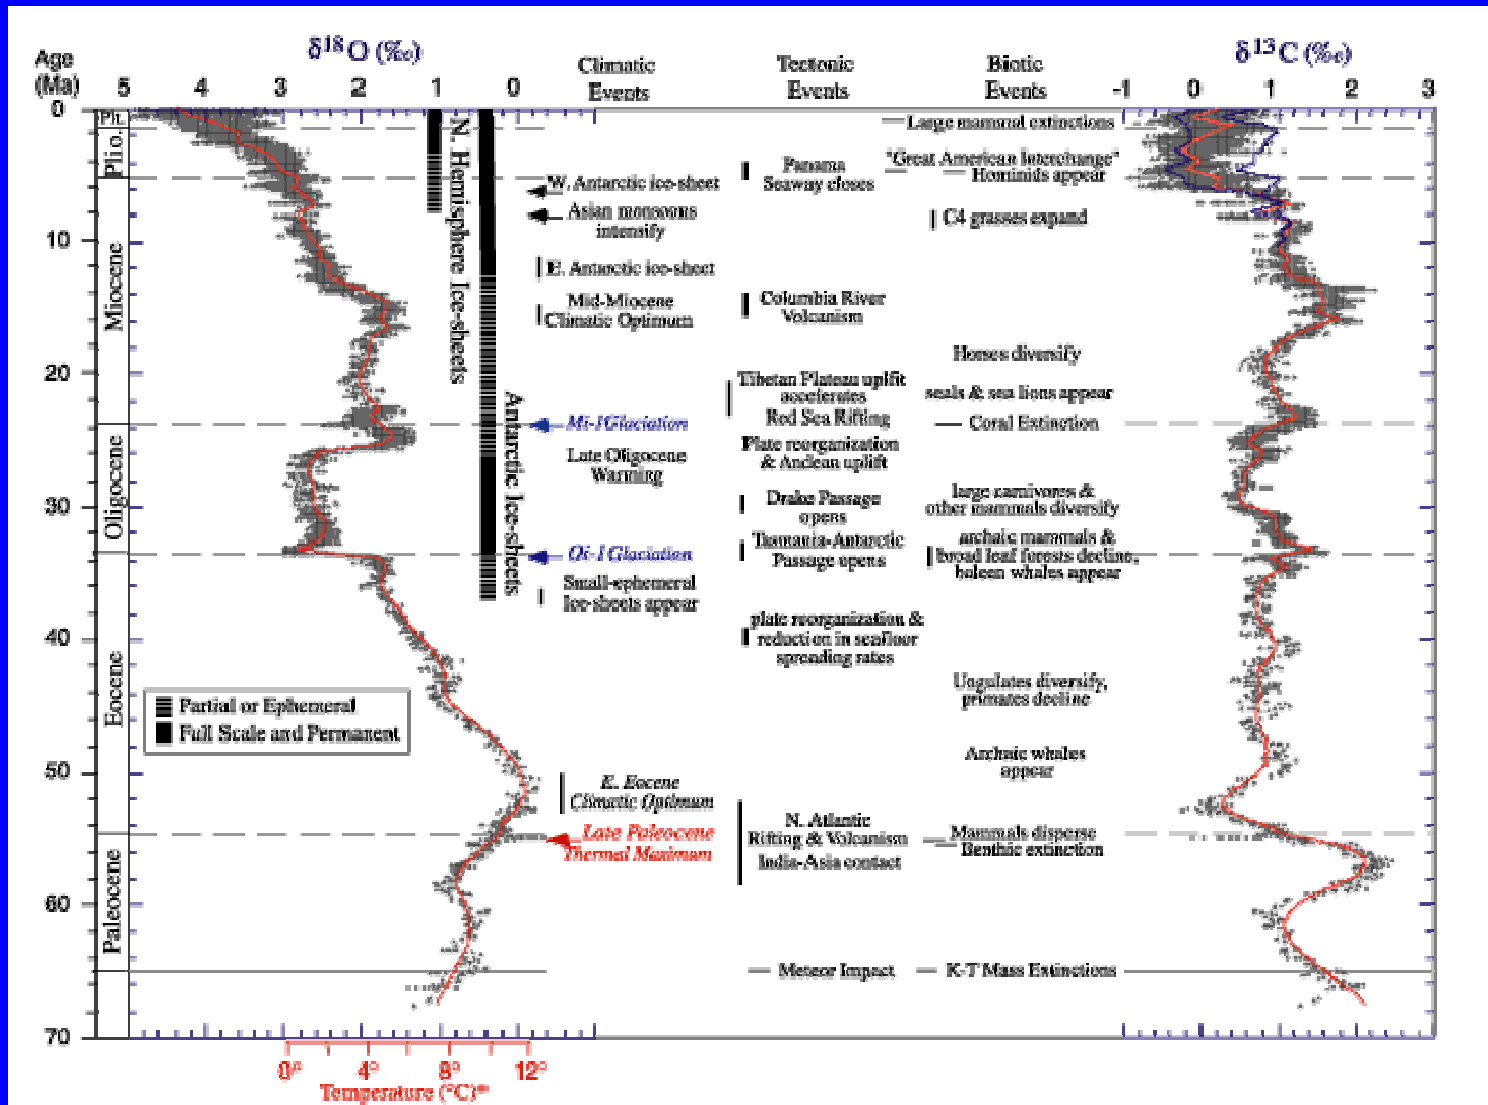 δ18O (‰)
δ13C (‰)
Age
(Ma)
5 4 3 2 1 0
Climatic
Events
Tectonic
Events
Biotic
Events
-1 0 1 2 3
0
10
20
30
40
50
60
70
Plt.
Plio.
Miocene
Oligocene
Eocene
Paleocene
N. Hemisphere Ice-sheets
Antarctic Ice-sheets
W. Antarctic ice-sheet
Asian monsoons
intensify
E. Antarctic ice-sheet
Mid-Miocene
Climatic Optimum
Mi-1 Glaciation
Late Oligocene
Warming
Oi-1 Glaciation
Small-ephemeral
Ice-sheets appear
E. Eocene
Climatic Optimum
Late Paleocene
Thermal Maximum
Panama
Seaway closes
Columbia River
Volcanism
Tibetan Plateau uplift
accelerates
Red Sea Rifting
Plate reorganization
& Andean uplift
Drake Passage
opens
Tasmania-Antarctic
Passage opens
plate reorganization &
reduction in seafloor
spreading rates
N. Atlantic
Rifting & Volcanism
India-Asia contact
Meteor Impact
Large mammal extinctions
"Great American Interchange"
Hominids appear
C4 grasses expand
Horses diversify
seals & sea lions appear
Coral Extinction
large carnivores &
other mammals diversify
archaic mammals &
broad leaf forests decline,
baleen whales appear
Ungulates diversify,
primates decline
Archaic whales
appear
Mammals disperse
Benthic extinction
K-T Mass Extinctions
Partial or Ephemeral
Full Scale and Permanent
0° 4° 8° 12°
Temperature (°C)*